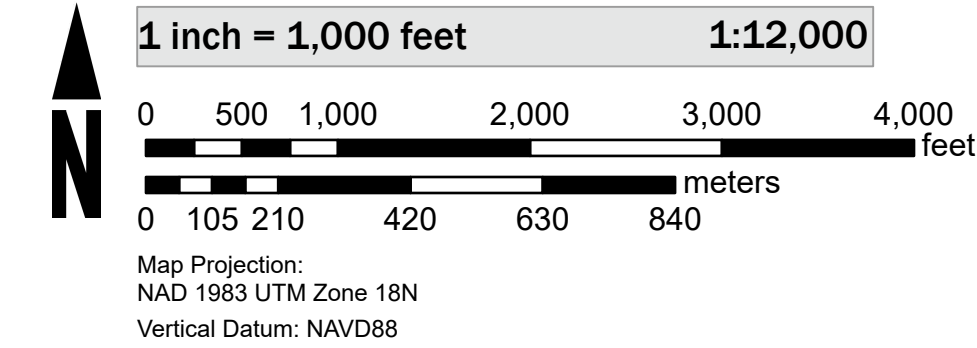 N
1 inch = 1,000 feet 1:12,000
0 500 1,000 2,000 3,000 4,000
feet
meters
0 105 210 420 630 840
Map Projection:
NAD 1983 UTM Zone 18N
Vertical Datum: NAVD88